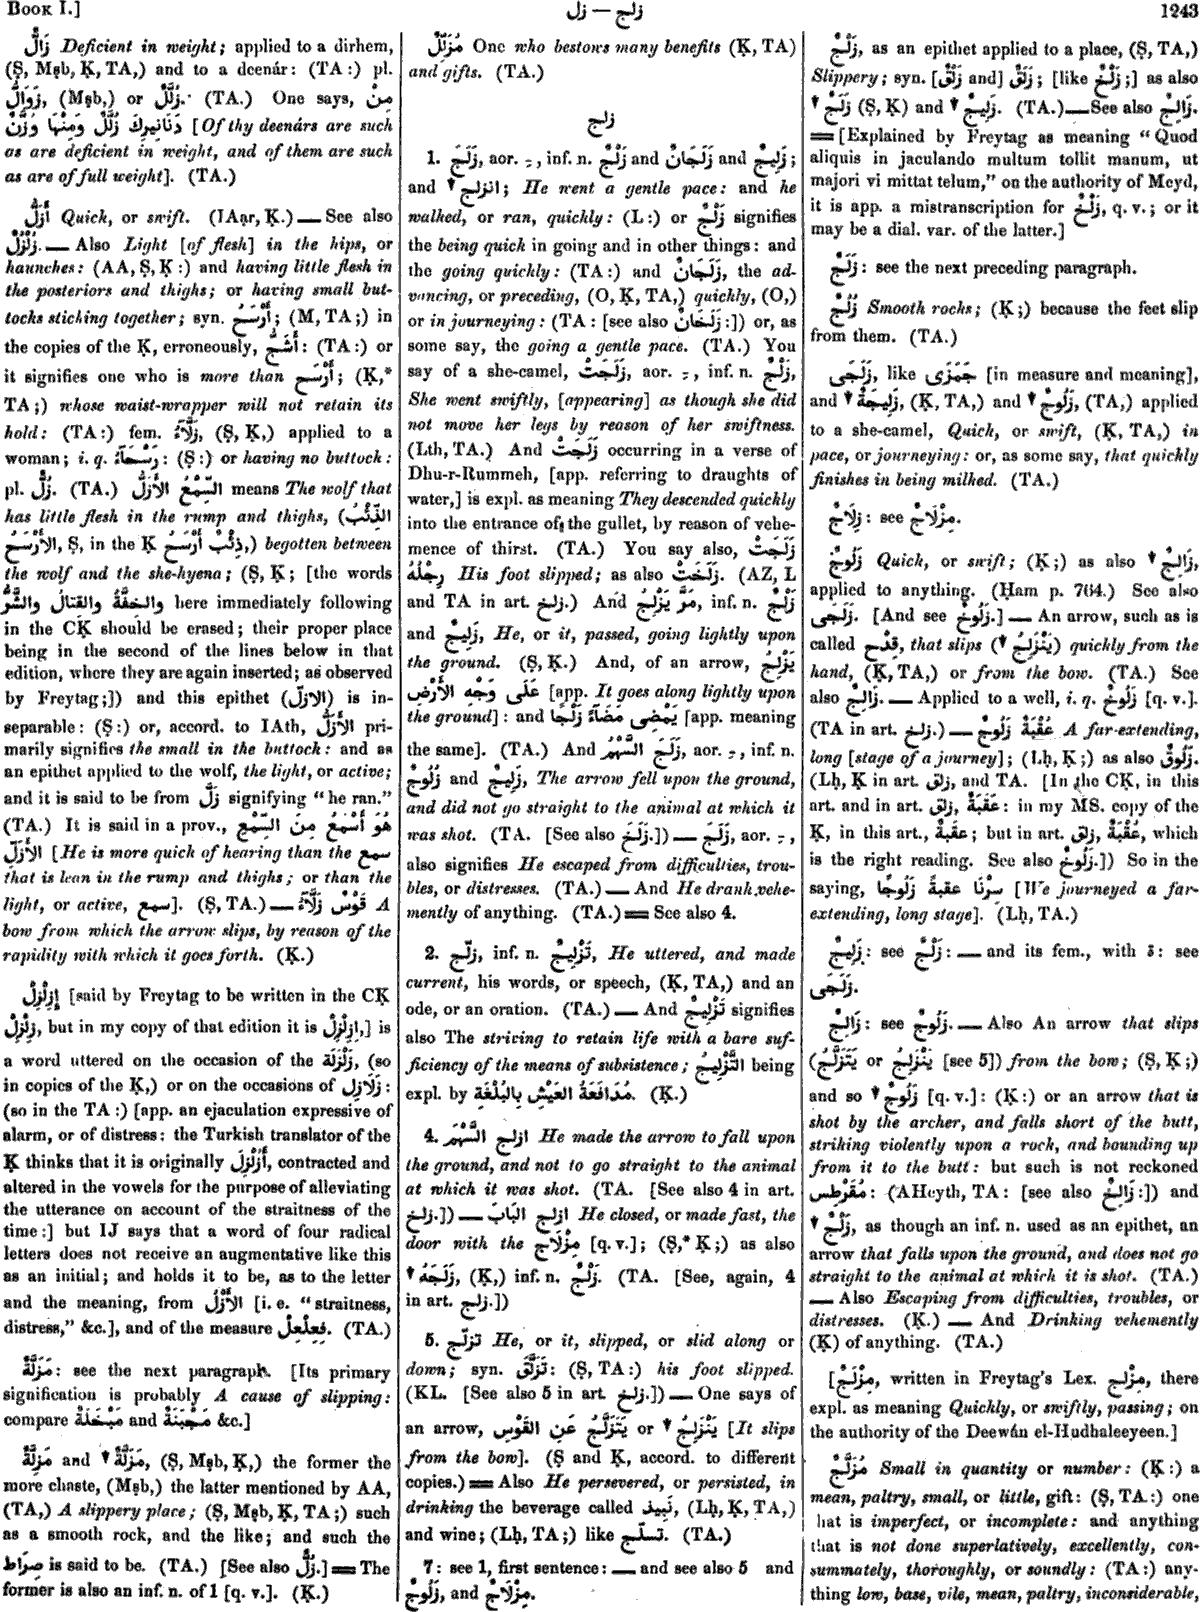 BOOK I.]
زلج — زل
1243
زَالٌّ Deficient in weight; applied to a dirhem,
(Ṣ, Mṣb, Ḳ, TA,) and to a deenár: (TA:) pl.
زَوَالُّ, (Mṣb,) or زُلَّلٌ. (TA.) One says, مِنْ
دَنَانِيرِكَ زُلَّلٌ وَمِنْهَا وُزَّنٌ [Of thy deenárs are such
as are deficient in weight, and of them are such
as are of full weight]. (TA.)
أَزَلُّ Quick, or swift. (IAạr, Ḳ.) — See also
زُلْزُلٌ. — Also Light [of flesh] in the hips, or
haunches: (AA, Ṣ, Ḳ:) and having little flesh in
the posteriors and thighs; or having small but-
tocks sticking together; syn. أَرْسَحُ; (M, TA;) in
the copies of the Ḳ, erroneously, أَشَجُّ: (TA:) or
it signifies one who is more than أَرْسَح; (Ḳ,*
TA;) whose waist-wrapper will not retain its
hold: (TA:) fem. زَلَّآءُ, (Ṣ, Ḳ,) applied to a
woman; i. q. رَسْحَآءُ: (Ṣ:) or having no buttock:
pl. زُلٌّ. (TA.) السِّمْعُ الأَزَلُّ means The wolf that
has little flesh in the rump and thighs, (الذِّئْبُ
الأَرْسَحُ, Ṣ, in the Ḳ ذِئْبٌ أَرْسَحُ,) begotten between
the wolf and the she-hyena; (Ṣ, Ḳ; [the words
والخِفَّةُ والقتالُ والشَّرُّ here immediately following
in the CḲ should be erased; their proper place
being in the second of the lines below in that
edition, where they are again inserted; as observed
by Freytag;]) and this epithet (الازلّ) is in-
separable: (Ṣ:) or, accord. to IAth, الأَزَلُّ pri-
marily signifies the small in the buttock: and as
an epithet applied to the wolf, the light, or active;
and it is said to be from زَلَّ signifying "he ran."
(TA.) It is said in a prov., هُوَ أَسْمَعُ مِنَ السِّمْعِ
الأَزَلِّ [He is more quick of hearing than the سمع
that is lean in the rump and thighs; or than the
light, or active, سمع]. (Ṣ, TA.) — قَوْسٌ زَلَّآءُ A
bow from which the arrow slips, by reason of the
rapidity with which it goes forth. (Ḳ.)
إِزِلْزِلْ [said by Freytag to be written in the CḲ
زِلْزِلْ, but in my copy of that edition it is اِزِلْزِلْ,] is
a word uttered on the occasion of the زَلْزَلَة, (so
in copies of the Ḳ,) or on the occasions of زَلَازِل:
(so in the TA:) [app. an ejaculation expressive of
alarm, or of distress: the Turkish translator of the
Ḳ thinks that it is originally أَزَلْزَلَ, contracted and
altered in the vowels for the purpose of alleviating
the utterance on account of the straitness of the
time:] but IJ says that a word of four radical
letters does not receive an augmentative like this
as an initial; and holds it to be, as to the letter
and the meaning, from الأَزْلُ [i. e. "straitness,
distress," &c.], and of the measure فِعِلْعِلْ. (TA.)
مَزَلَّةٌ: see the next paragraph. [Its primary
signification is probably A cause of slipping:
compare مَبْخَلَةٌ and مَجْبَنَةٌ &c.]
مَزِلَّةٌ and ↑ مَزَلَّةٌ, (Ṣ, Mṣb, Ḳ,) the former the
more chaste, (Mṣb,) the latter mentioned by AA,
(TA,) A slippery place; (Ṣ, Mṣb, Ḳ, TA;) such
as a smooth rock, and the like; and such the
صِرَاط is said to be. (TA.) [See also زُلٌّ.] = The
former is also an inf. n. of 1 [q. v.]. (Ḳ.)
مُزَلِّلٌ One who bestows many benefits (Ḳ, TA)
and gifts. (TA.)
زلج
1. زَلَجَ, aor. ـِ, inf. n. زَلْجٌ and زَلَجَانٌ and زَلِيجٌ;
and ↑ انزلج; He went a gentle pace: and he
walked, or ran, quickly: (L:) or زَلْجٌ signifies
the being quick in going and in other things: and
the going quickly: (TA:) and زَلَجَانٌ, the ad-
vancing, or preceding, (O, Ḳ, TA,) quickly, (O,)
or in journeying: (TA: [see also زَلَخَانٌ:]) or, as
some say, the going a gentle pace. (TA.) You
say of a she-camel, زَلَجَتْ, aor. ـِ, inf. n. زَلْجٌ,
She went swiftly, [appearing] as though she did
not move her legs by reason of her swiftness.
(Lth, TA.) And زَلَجَتْ occurring in a verse of
Dhu-r-Rummeh, [app. referring to draughts of
water,] is expl. as meaning They descended quickly
into the entrance of the gullet, by reason of vehe-
mence of thirst. (TA.) You say also, زَلَجَتْ
رِجْلُهُ His foot slipped; as also زَلَخَتْ. (AZ, L
and TA in art. زلخ.) And مَرَّ يَزْلِجُ, inf. n. زَلْجٌ
and زَلِيجٌ, He, or it, passed, going lightly upon
the ground. (Ṣ, Ḳ.) And, of an arrow, يَزْلِجُ
عَلَى وَجْهِ الأَرْضِ [app. It goes along lightly upon
the ground]: and يَمْضِى مَضَآءً زَلْجًا [app. meaning
the same]. (TA.) And زَلَجَ السَّهْمُ, aor. ـِ, inf. n.
زُلُوجٌ and زَلِيجٌ, The arrow fell upon the ground,
and did not go straight to the animal at which it
was shot. (TA. [See also زَلَخَ.]) — زَلَجَ, aor. ـِ,
also signifies He escaped from difficulties, trou-
bles, or distresses. (TA.) — And He drank vehe-
mently of anything. (TA.) = See also 4.
2. زلّج, inf. n. تَزْلِيجٌ, He uttered, and made
current, his words, or speech, (Ḳ, TA,) and an
ode, or an oration. (TA.) — And تَزْلِيجٌ signifies
also The striving to retain life with a bare suf-
ficiency of the means of subsistence; التَّزْلِيجُ being
expl. by مُدَافَعَةُ العَيْشِ بِالبُلْغَةِ. (Ḳ.)
4. ازلج السَّهْمَ He made the arrow to fall upon
the ground, and not to go straight to the animal
at which it was shot. (TA. [See also 4 in art.
زلخ.]) — ازلج البَابَ He closed, or made fast, the
door with the مِزْلَاج [q. v.]; (Ṣ,* Ḳ;) as also
↑ زَلَجَهُ, (Ḳ,) inf. n. زَلْجٌ. (TA. [See, again, 4
in art. زلج.])
5. تزلّج He, or it, slipped, or slid along or
down; syn. تَزَلَّقَ: (Ṣ, TA:) his foot slipped.
(KL. [See also 5 in art. زلخ.]) — One says of
an arrow, يَتَزَلَّجُ عَنِ القَوْسِ or ↑ يَنْزَلِجُ [It slips
from the bow]. (Ṣ and Ḳ, accord. to different
copies.) = Also He persevered, or persisted, in
drinking the beverage called نَبِيذ, (Lḥ, Ḳ, TA,)
and wine; (Lḥ, TA;) like تسلّج. (TA.)
7: see 1, first sentence: — and see also 5 and
زَلُوجٌ, and مِزْلَاجٌ.
زَلْجٌ, as an epithet applied to a place, (Ṣ, TA,)
Slippery; syn. [زَلْقٌ and] زَلَقٌ; [like زَلْخٌ;] as also
↑ زَلَجٌ (Ṣ, Ḳ) and ↑ زَلِيجٌ. (TA.) — See also زَالِجٌ.
= [Explained by Freytag as meaning "Quod
aliquis in jaculando multum tollit manum, ut
majori vi mittat telum," on the authority of Meyd,
it is app. a mistranscription for زَلْخٌ, q. v.; or it
may be a dial. var. of the latter.]
زَلَجٌ: see the next preceding paragraph.
زُلُجٌ Smooth rocks; (Ḳ;) because the feet slip
from them. (TA.)
زَلَجَى, like جَمَزَى [in measure and meaning],
and ↑ زَلِيجَةٌ, (Ḳ, TA,) and ↑ زَلُوجٌ, (TA,) applied
to a she-camel, Quick, or swift, (Ḳ, TA,) in
pace, or journeying: or, as some say, that quickly
finishes in being milked. (TA.)
زِلَاجٌ: see مِزْلَاجٌ.
زَلُوجٌ Quick, or swift; (Ḳ;) as also ↑ زَالِجٌ,
applied to anything. (Ham p. 764.) See also
زَلَجَى. [And see زَلُوخٌ.] — An arrow, such as is
called قِدْح, that slips (↑ يَنْزَلِجُ) quickly from the
hand, (Ḳ, TA,) or from the bow. (TA.) See
also زَالِجٌ. — Applied to a well, i. q. زَلُوخٌ [q. v.].
(TA in art. زلخ.) — عُقْبَةٌ زَلُوجٌ A far-extending,
long [stage of a journey]; (Lḥ, Ḳ;) as also زَلُوقٌ.
(Lḥ, Ḳ in art. زلق, and TA. [In the CḲ, in this
art. and in art. زلق, عَقَبَةٌ: in my MS. copy of the
Ḳ, in this art., عقبَةٌ; but in art. زلق, عُقْبَةٌ, which
is the right reading. See also زَلُوخٌ.]) So in the
saying, سِرْنَا عقبةً زَلُوجًا [We journeyed a far-
extending, long stage]. (Lḥ, TA.)
زَلِيجٌ: see زَلْجٌ: — and its fem., with ة: see
زَلَجَى.
زَالِجٌ: see زَلُوجٌ. — Also An arrow that slips
(يَتَزَلَّجُ or يَنْزَلِجُ [see 5]) from the bow; (Ṣ, Ḳ;)
and so ↑ زَلُوجٌ [q. v.]: (Ḳ:) or an arrow that is
shot by the archer, and falls short of the butt,
striking violently upon a rock, and bounding up
from it to the butt: but such is not reckoned
مُقَرْطِس: (AHeyth, TA: [see also زَالِخٌ:]) and
↑ زَلْجٌ, as though an inf. n. used as an epithet, an
arrow that falls upon the ground, and does not go
straight to the animal at which it is shot. (TA.)
— Also Escaping from difficulties, troubles, or
distresses. (Ḳ.) — And Drinking vehemently
(Ḳ) of anything. (TA.)
[مِزْلَجٌ, written in Freytag's Lex. مِزْلج, there
expl. as meaning Quickly, or swiftly, passing; on
the authority of the Deewán el-Hudhaleeyeen.]
مُزَلَّجٌ Small in quantity or number: (Ḳ:) a
mean, paltry, small, or little, gift: (Ṣ, TA:) one
that is imperfect, or incomplete: and anything
that is not done superlatively, excellently, con-
summately, thoroughly, or soundly: (TA:) any-
thing low, base, vile, mean, paltry, inconsiderable,